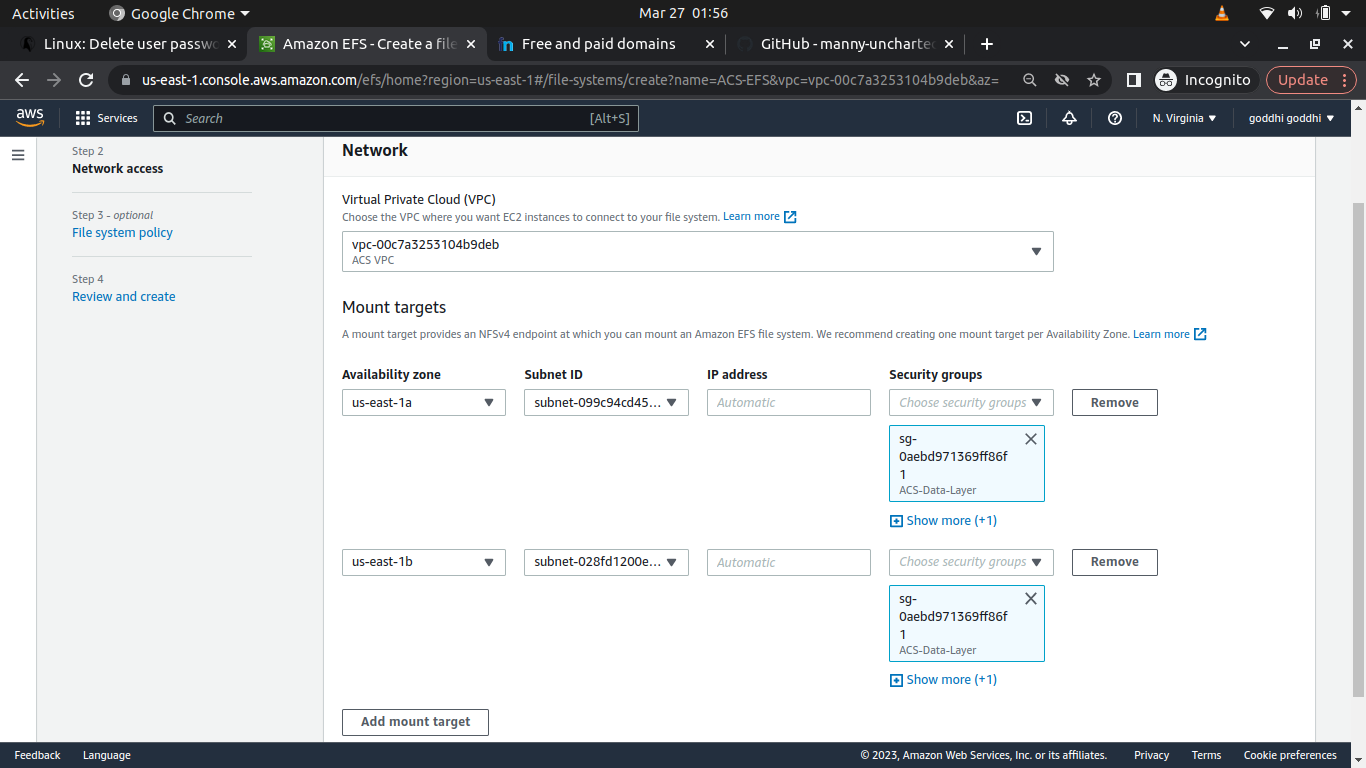 Activities
Google Chrome
Mar 27 01:56
Linux: Delete user passwo
Amazon EFS - Create a file
Free and paid domains
GitHub - manny-uncharte
us-east-1.console.aws.amazon.com/efs/home?region=us-east-1#/file-systems/create?name=ACS-EFS&vpc=vpc-00c7a3253104b9deb&az=
Incognito
Update
aws
Services
Search
[Alt+S]
N. Virginia
goddhi goddhi
Step 2
Network access
Step 3 - optional
File system policy
Step 4
Review and create
Network
Virtual Private Cloud (VPC)
Choose the VPC where you want EC2 instances to connect to your file system. Learn more
vpc-00c7a3253104b9deb
ACS VPC
Mount targets
A mount target provides an NFSv4 endpoint at which you can mount an Amazon EFS file system. We recommend creating one mount target per Availability Zone. Learn more
Availability zone Subnet ID IP address Security groups
us-east-1a subnet-099c94cd45... Automatic Choose security groups Remove
sg-
0aebd971369ff86f
1
ACS-Data-Layer
Show more (+1)
us-east-1b subnet-028fd1200e... Automatic Choose security groups Remove
sg-
0aebd971369ff86f
1
ACS-Data-Layer
Show more (+1)
Add mount target
Feedback Language © 2023, Amazon Web Services, Inc. or its affiliates. Privacy Terms Cookie preferences